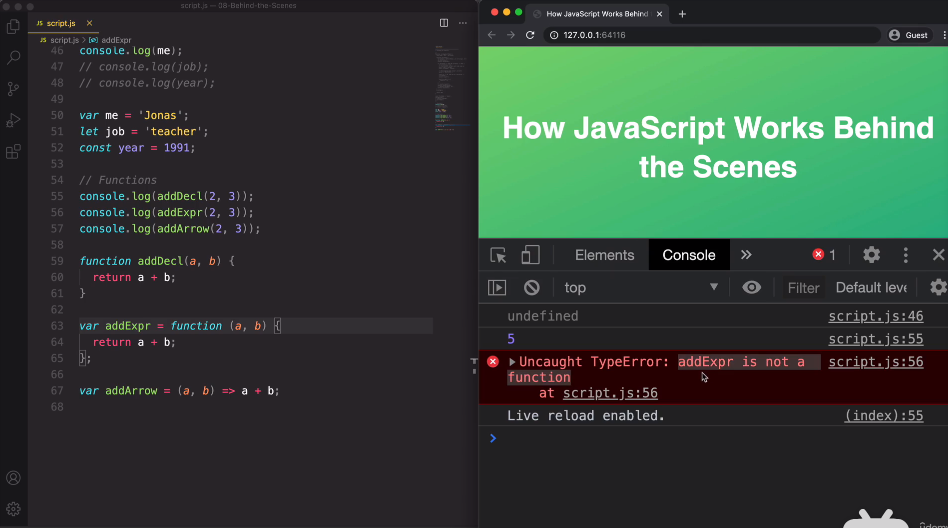 script.js — 08-Behind-the-Scenes
JS script.js ×
JS script.js > addExpr
46 console.log(me);
47 // console.log(job);
48 // console.log(year);
49
50 var me = 'Jonas';
51 let job = 'teacher';
52 const year = 1991;
53
54 // Functions
55 console.log(addDecl(2, 3));
56 console.log(addExpr(2, 3));
57 console.log(addArrow(2, 3));
58
59 function addDecl(a, b) {
60 return a + b;
61 }
62
63 var addExpr = function (a, b) {
64 return a + b;
65 };
66
67 var addArrow = (a, b) => a + b;
68
How JavaScript Works Behind
127.0.0.1:64116
Guest
How JavaScript Works Behind
the Scenes
Elements Console » 1
top Filter Default leve
undefined script.js:46
5 script.js:55
Uncaught TypeError: addExpr is not a script.js:56
function
at script.js:56
Live reload enabled. (index):55
>
ûdemy